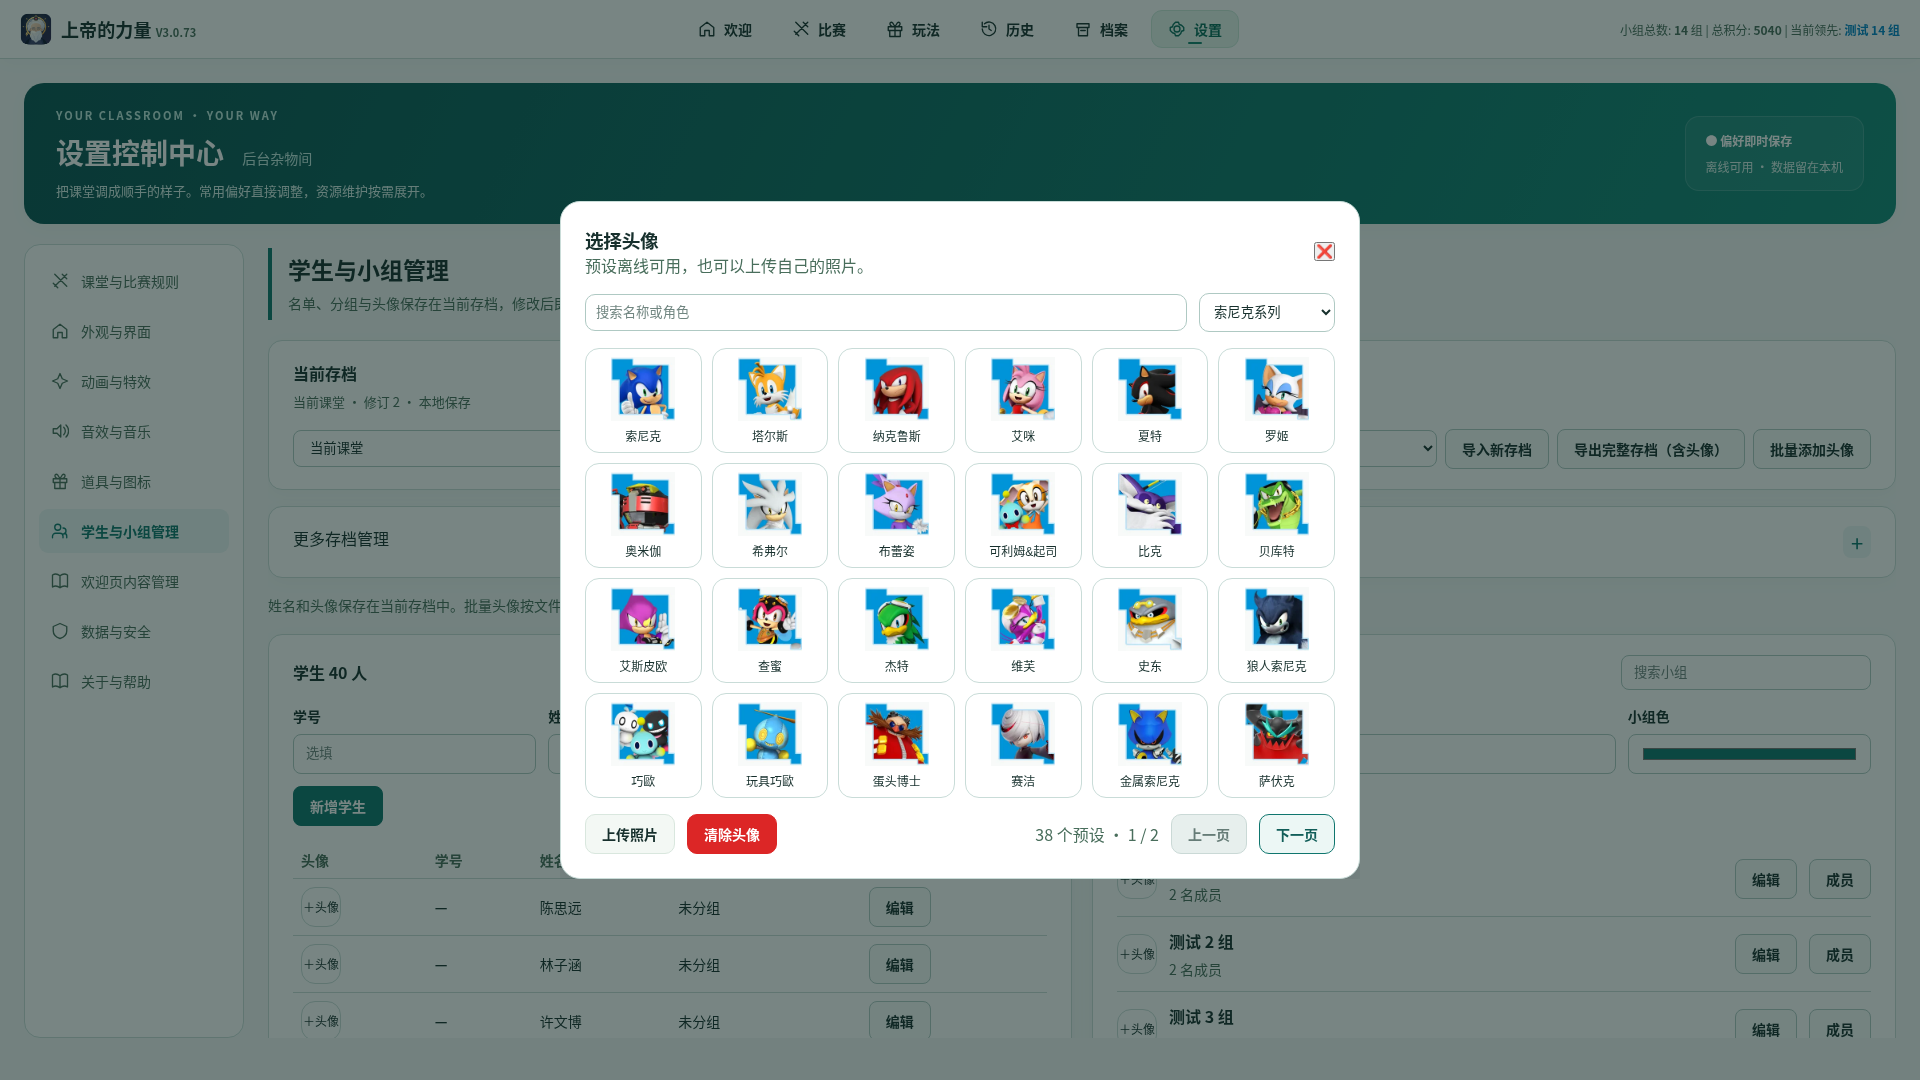 上帝的力量 V3.0.73
欢迎
比赛
玩法
历史
档案
设置
小组总数: 14 组 | 总积分: 5040 | 当前领先: 测试 14 组
YOUR CLASSROOM · YOUR WAY
设置控制中心 后台杂物间
把课堂调成顺手的样子。常用偏好直接调整，资源维护按需展开。
偏好即时保存
离线可用 · 数据留在本机
课堂与比赛规则
外观与界面
动画与特效
音效与音乐
道具与图标
学生与小组管理
欢迎页内容管理
数据与安全
关于与帮助
学生与小组管理
名单、分组与头像保存在当前存档，修改后
当前存档
当前课堂 · 修订 2 · 本地保存
当前课堂
导入新存档
导出完整存档（含头像）
批量添加头像
更多存档管理
+
姓名和头像保存在当前存档中。批量头像按文件
学生 40 人
搜索小组
学号
小组色
选填
新增学生
头像 学号
+头像 — 陈思远 未分组 编辑
+头像 — 林子涵 未分组 编辑
+头像 — 许文博 未分组 编辑
+头像
2 名成员
编辑 成员
+头像 测试 2 组
2 名成员
编辑 成员
+头像 测试 3 组
编辑 成员
选择头像
预设离线可用，也可以上传自己的照片。
搜索名称或角色
索尼克系列
索尼克 塔尔斯 纳克鲁斯 艾咪 夏特 罗姬
奥米伽 希弗尔 布蕾姿 可利姆&起司 比克 贝库特
艾斯皮欧 查蜜 杰特 维芙 史东 狼人索尼克
巧歐 玩具巧歐 蛋头博士 赛洁 金属索尼克 萨伏克
上传照片
清除头像
38 个预设 · 1 / 2
上一页
下一页